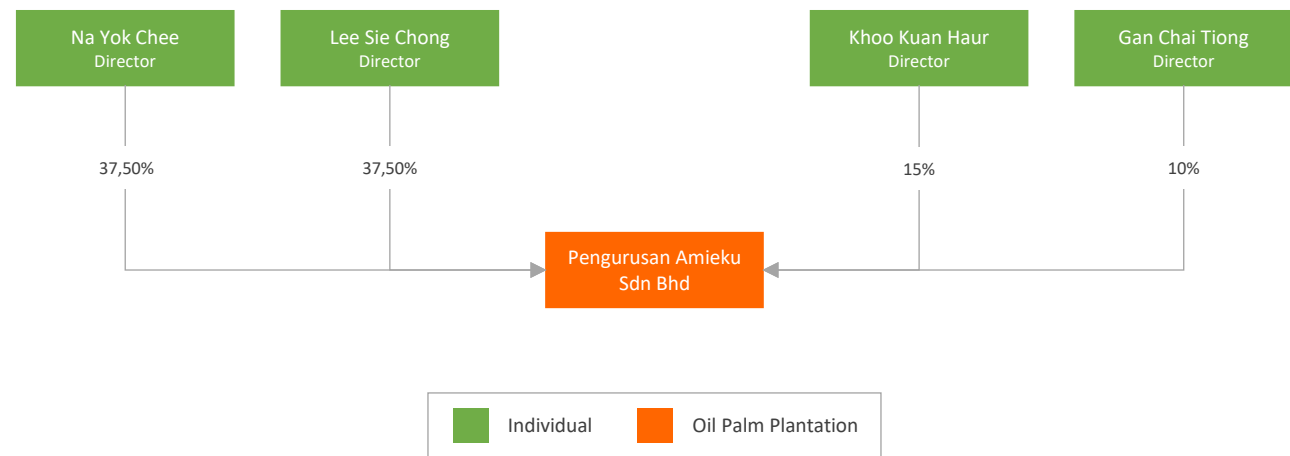 Na Yok Chee
Director
Lee Sie Chong
Director
Khoo Kuan Haur
Director
Gan Chai Tiong
Director
37,50%
37,50%
15%
10%
Pengurusan Amieku
Sdn Bhd
Individual
Oil Palm Plantation